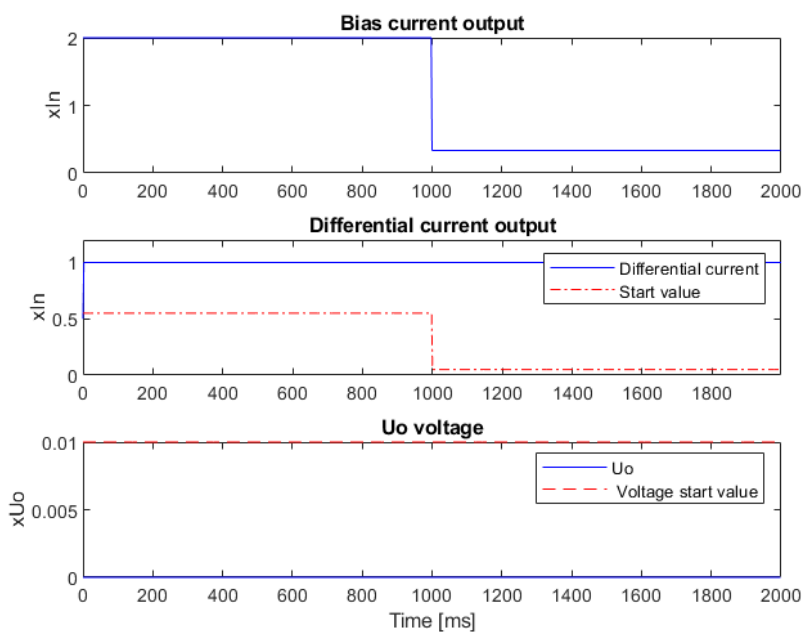 Bias current output
2
1
0
xIn
0 200 400 600 800 1000 1200 1400 1600 1800 2000
Differential current output
1
0.5
0
xIn
Differential current
Start value
0 200 400 600 800 1000 1200 1400 1600 1800
Uo voltage
0.01
0.005
0
xUo
Uo
Voltage start value
0 200 400 600 800 1000 1200 1400 1600 1800 2000
Time [ms]